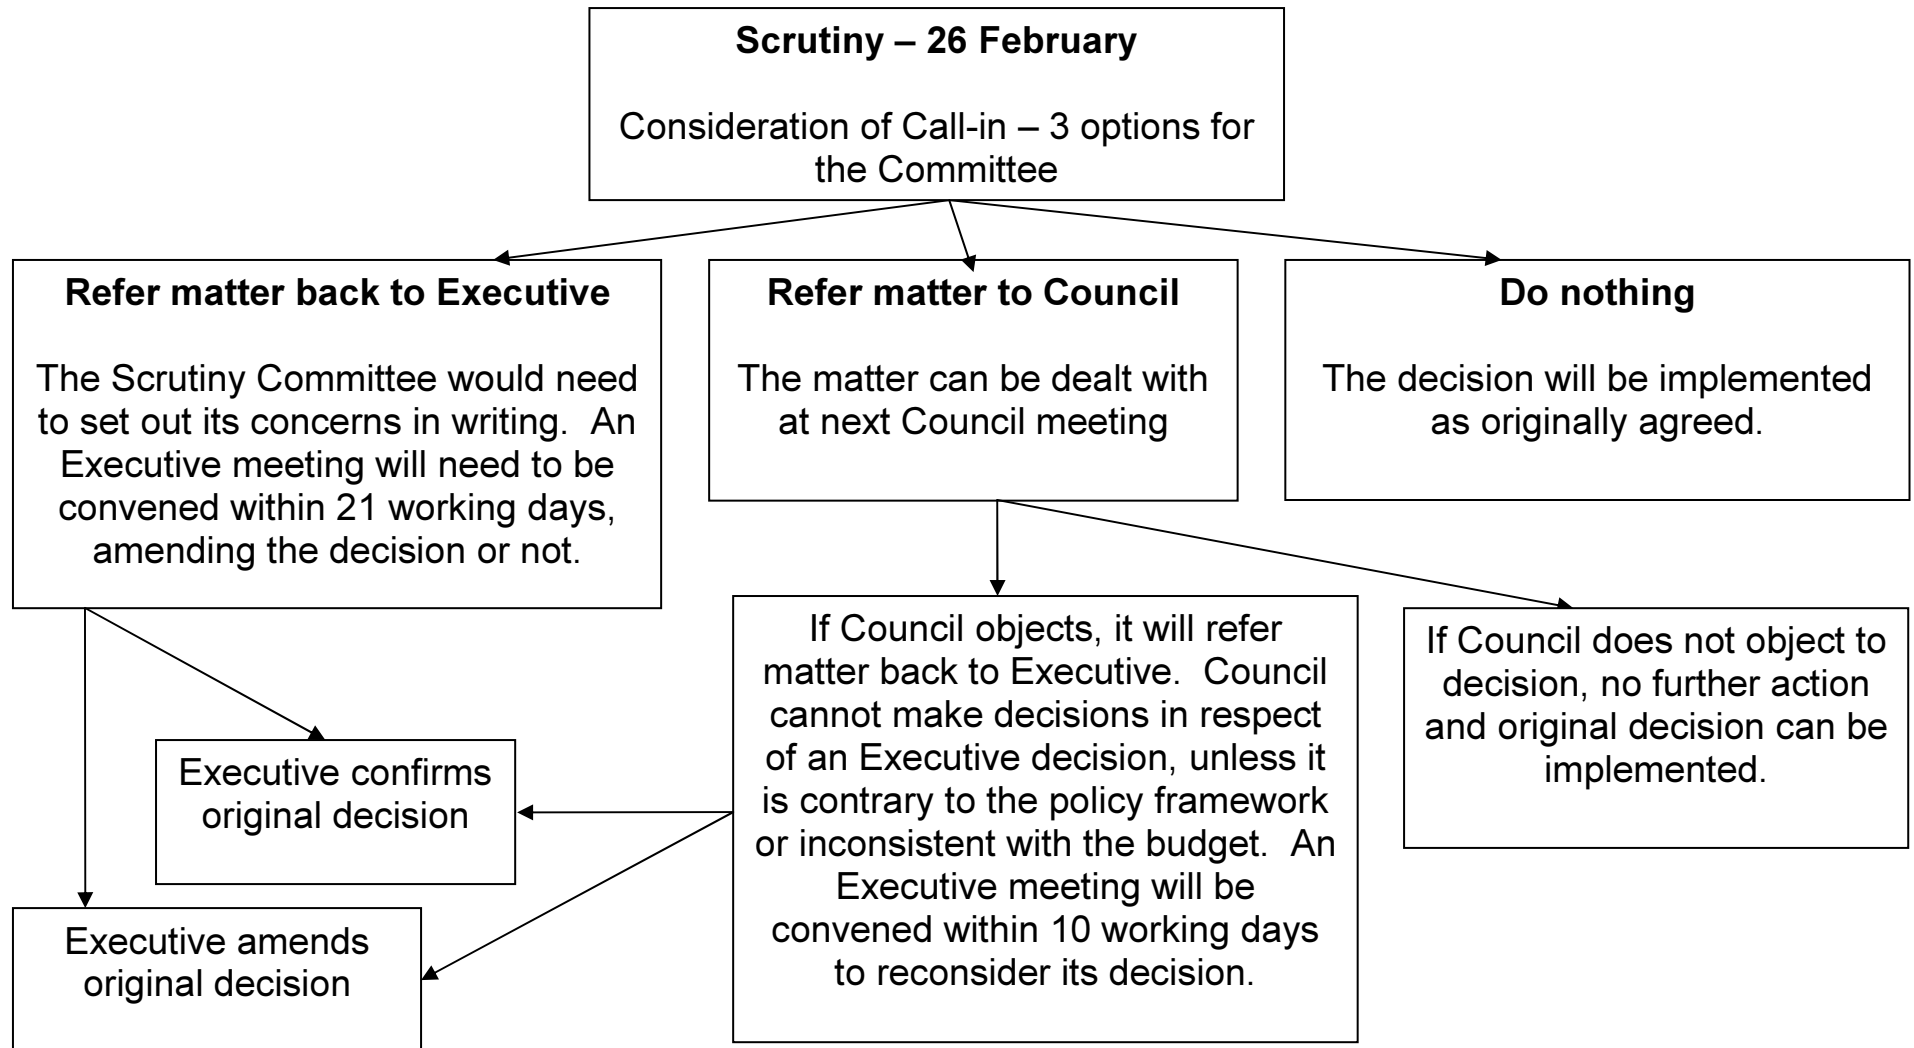 Scrutiny – 26 February
Consideration of Call-in – 3 options for
the Committee
Refer matter back to Executive
The Scrutiny Committee would need
to set out its concerns in writing.  An
Executive meeting will need to be
convened within 21 working days,
amending the decision or not.
Refer matter to Council
The matter can be dealt with
at next Council meeting
Do nothing
The decision will be implemented
as originally agreed.
If Council objects, it will refer
matter back to Executive.  Council
cannot make decisions in respect
of an Executive decision, unless it
is contrary to the policy framework
or inconsistent with the budget.  An
Executive meeting will be
convened within 10 working days
to reconsider its decision.
If Council does not object to
decision, no further action
and original decision can be
implemented.
Executive confirms
original decision
Executive amends
original decision